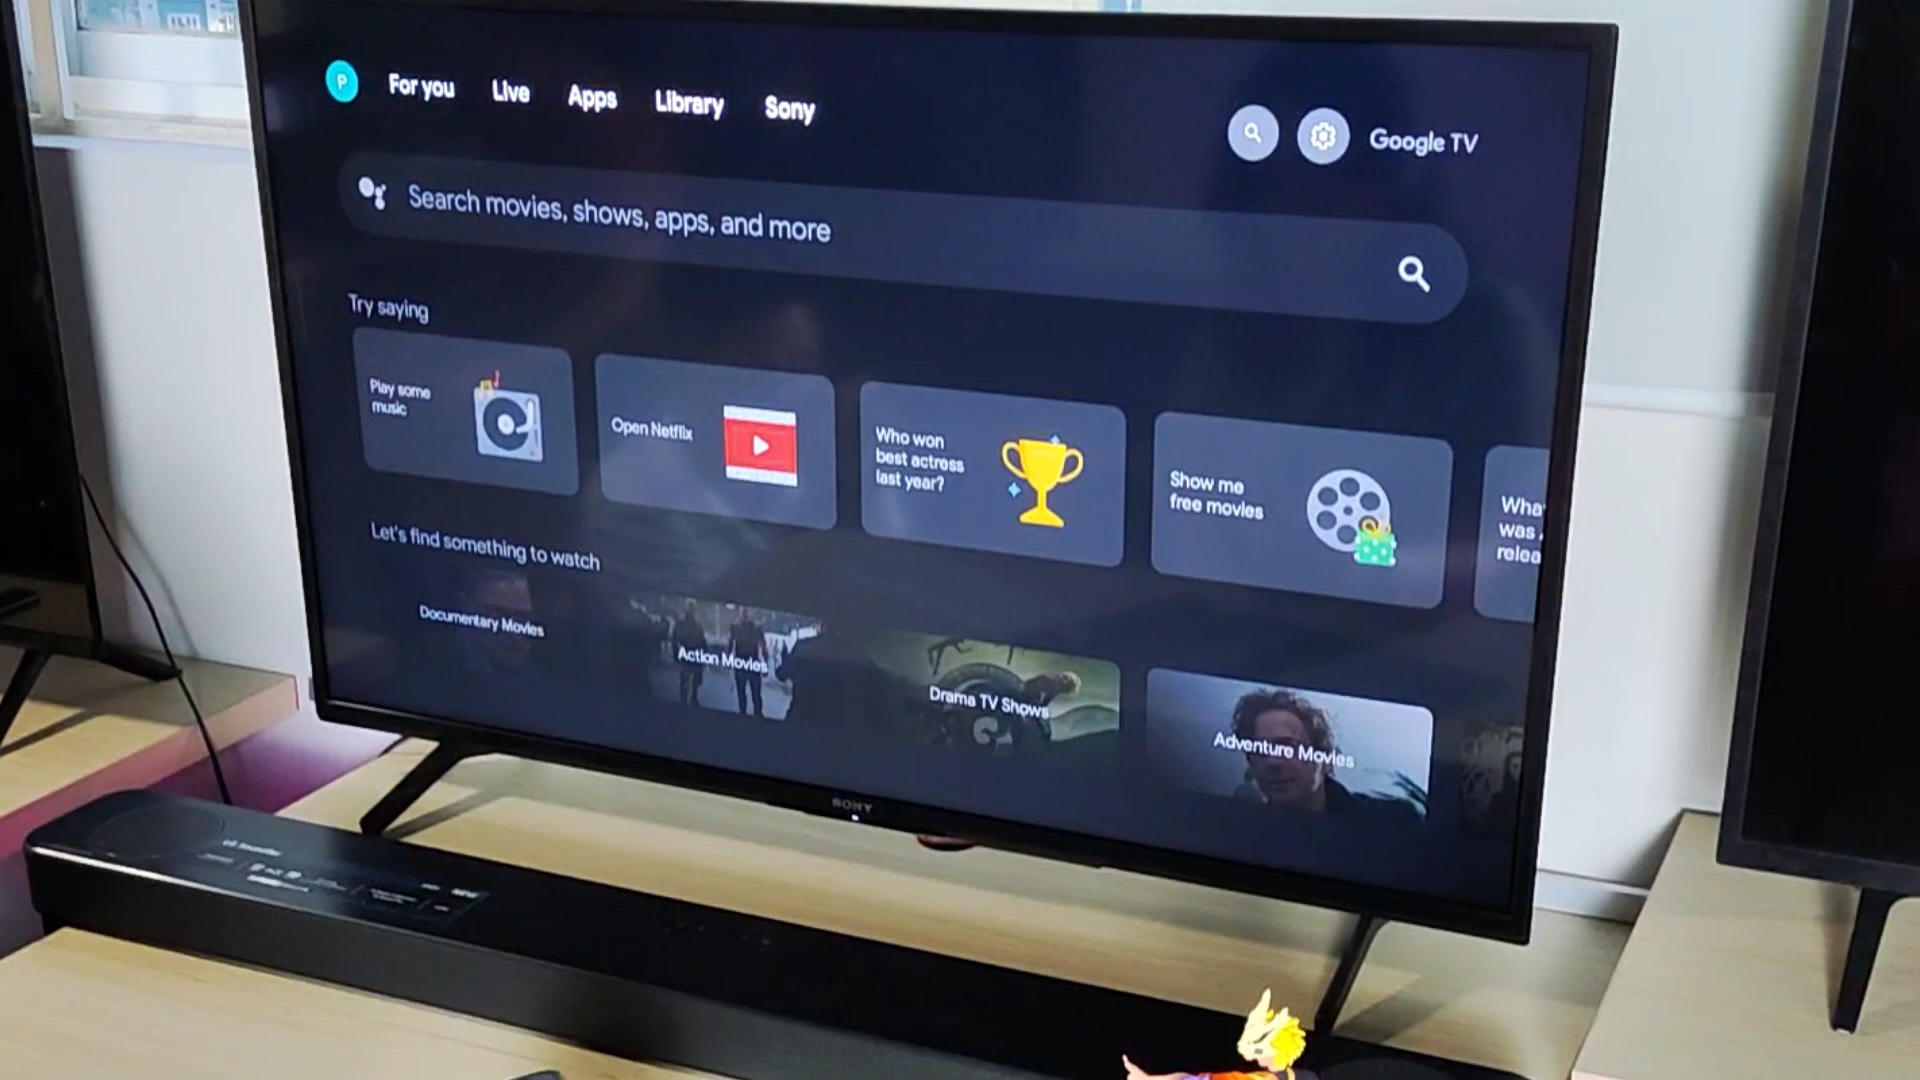 P
For you
Live
Apps
Library
Sony
Google TV
Search movies, shows, apps, and more
Try saying
Play some
music
Open Netflix
Who won
best actress
last year?
Show me
free movies
was
Let's find something to watch
Documentary Movies
Action Movies
Drama TV Shows
Adventure Movies
SONY